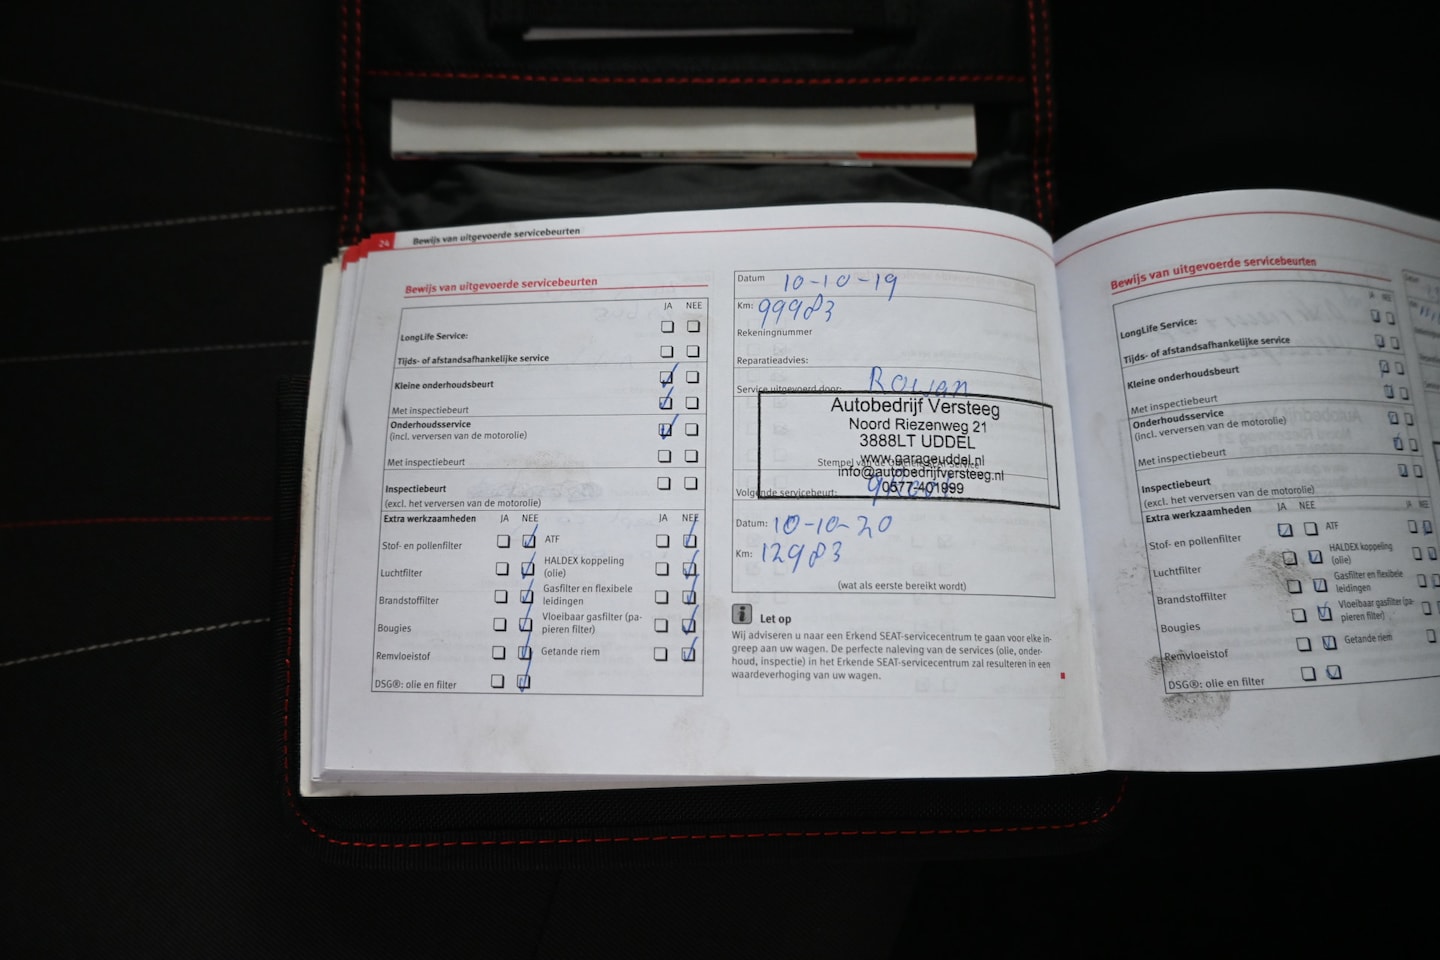 24 Bewijs van uitgevoerde servicebeurten
Bewijs van uitgevoerde servicebeurten
JA NEE
LongLife Service:
Tijds- of afstandsafhankelijke service
Kleine onderhoudsbeurt
Met inspectiebeurt
Onderhoudsservice
(incl. verversen van de motorolie)
Met inspectiebeurt
Inspectiebeurt
(excl. het verversen van de motorolie)
Extra werkzaamheden JA NEE JA NEE
Stof- en pollenfilter ATF
Luchtfilter HALDEX koppeling
(olie)
Brandstoffilter Gasfilter en flexibele
leidingen
Bougies Vloeibaar gasfilter (pa-
pieren filter)
Remvloeistof Getande riem
DSG®: olie en filter
Datum 10-10-19
Km: 99983
Rekeningnummer
Reparatieadvies:
Service uitgevoerd door: Rowan
Autobedrijf Versteeg
Noord Riezenweg 21
3888LT UDDEL
www.garageuddel.nl
Stempel van de
info@autobedrijfversteeg.nl
0577-401999
Volgende servicebeurt:
Datum: 10-10-20
Km: 12983
(wat als eerste bereikt wordt)
i Let op
Wij adviseren u naar een Erkend SEAT-servicecentrum te gaan voor elke in-
greep aan uw wagen. De perfecte naleving van de services (olie, onder-
houd, inspectie) in het Erkende SEAT-servicecentrum zal resulteren in een
waardeverhoging van uw wagen.
Bewijs van uitgevoerde servicebeurten
JA NEE
LongLife Service:
Tijds- of afstandsafhankelijke service
Kleine onderhoudsbeurt
Met inspectiebeurt
Onderhoudsservice
(incl. verversen van de motorolie)
Met inspectiebeurt
Inspectiebeurt
(excl. het verversen van de motorolie)
Extra werkzaamheden JA NEE JA NEE
Stof- en pollenfilter ATF
Luchtfilter HALDEX koppeling
(olie)
Brandstoffilter Gasfilter en flexibele
leidingen
Bougies Vloeibaar gasfilter (pa-
pieren filter)
Remvloeistof Getande riem
DSG®: olie en filter